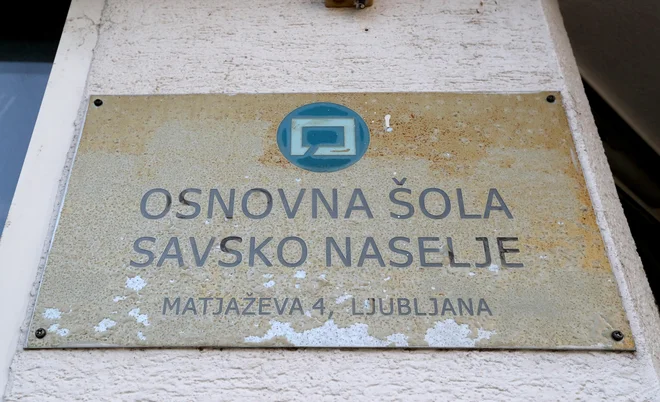 OSNOVNA ŠOLA
SAVSKO NASELJE
MATJAŽEVA 4, LJUBLJANA